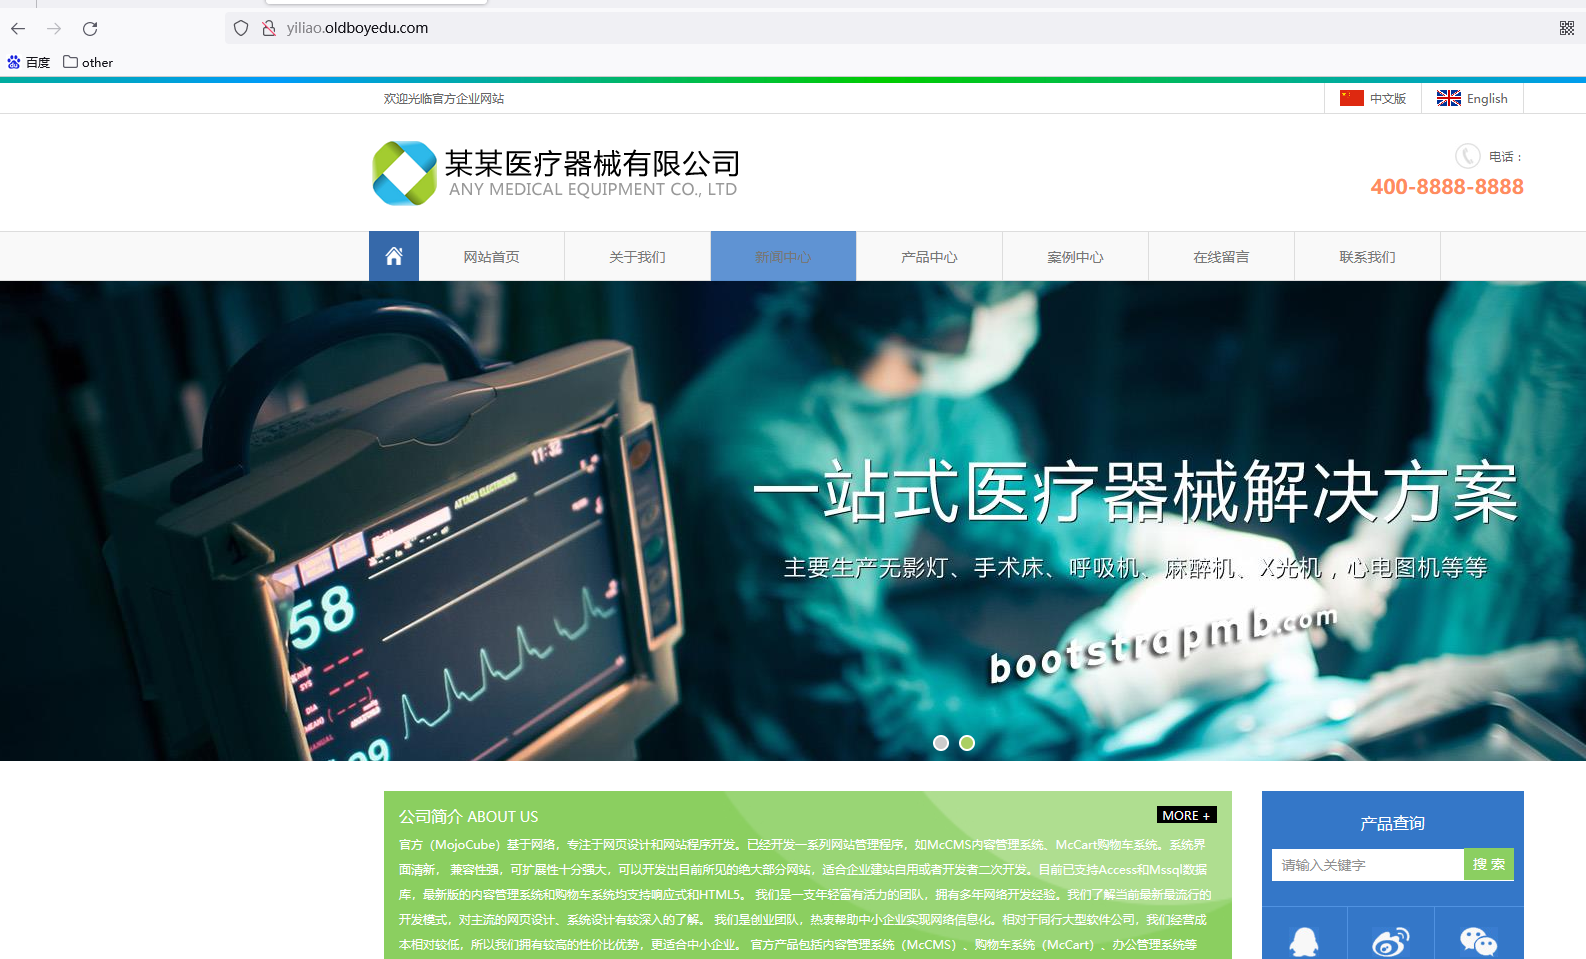 yiliao.oldboyedu.com
百度 other
欢迎光临官方企业网站
中文版 English
某某医疗器械有限公司
ANY MEDICAL EQUIPMENT CO., LTD
电话：
400-8888-8888
网站首页 关于我们 新闻中心 产品中心 案例中心 在线留言 联系我们
11:32
ATTACH ELECTRODES
58
SYS
DIA
MANUAL
一站式医疗器械解决方案
主要生产无影灯、手术床、呼吸机、麻醉机、X光机，心电图机等等
bootstrapmb.com
公司简介 ABOUT US
MORE +
官方（MojoCube）基于网络，专注于网页设计和网站程序开发。已经开发一系列网站管理程序，如McCMS内容管理系统、McCart购物车系统。系统界
面清新， 兼容性强，可扩展性十分强大，可以开发出目前所见的绝大部分网站，适合企业建站自用或者开发者二次开发。目前已支持Access和Mssql数据
库，最新版的内容管理系统和购物车系统均支持响应式和HTML5。 我们是一支年轻富有活力的团队，拥有多年网络开发经验。我们了解当前最新最流行的
开发模式，对主流的网页设计、系统设计有较深入的了解。 我们是创业团队，热衷帮助中小企业实现网络信息化。相对于同行大型软件公司，我们经营成
本相对较低，所以我们拥有较高的性价比优势，更适合中小企业。 官方产品包括内容管理系统（McCMS）、购物车系统（McCart）、办公管理系统等
产品查询
请输入关键字
搜 索